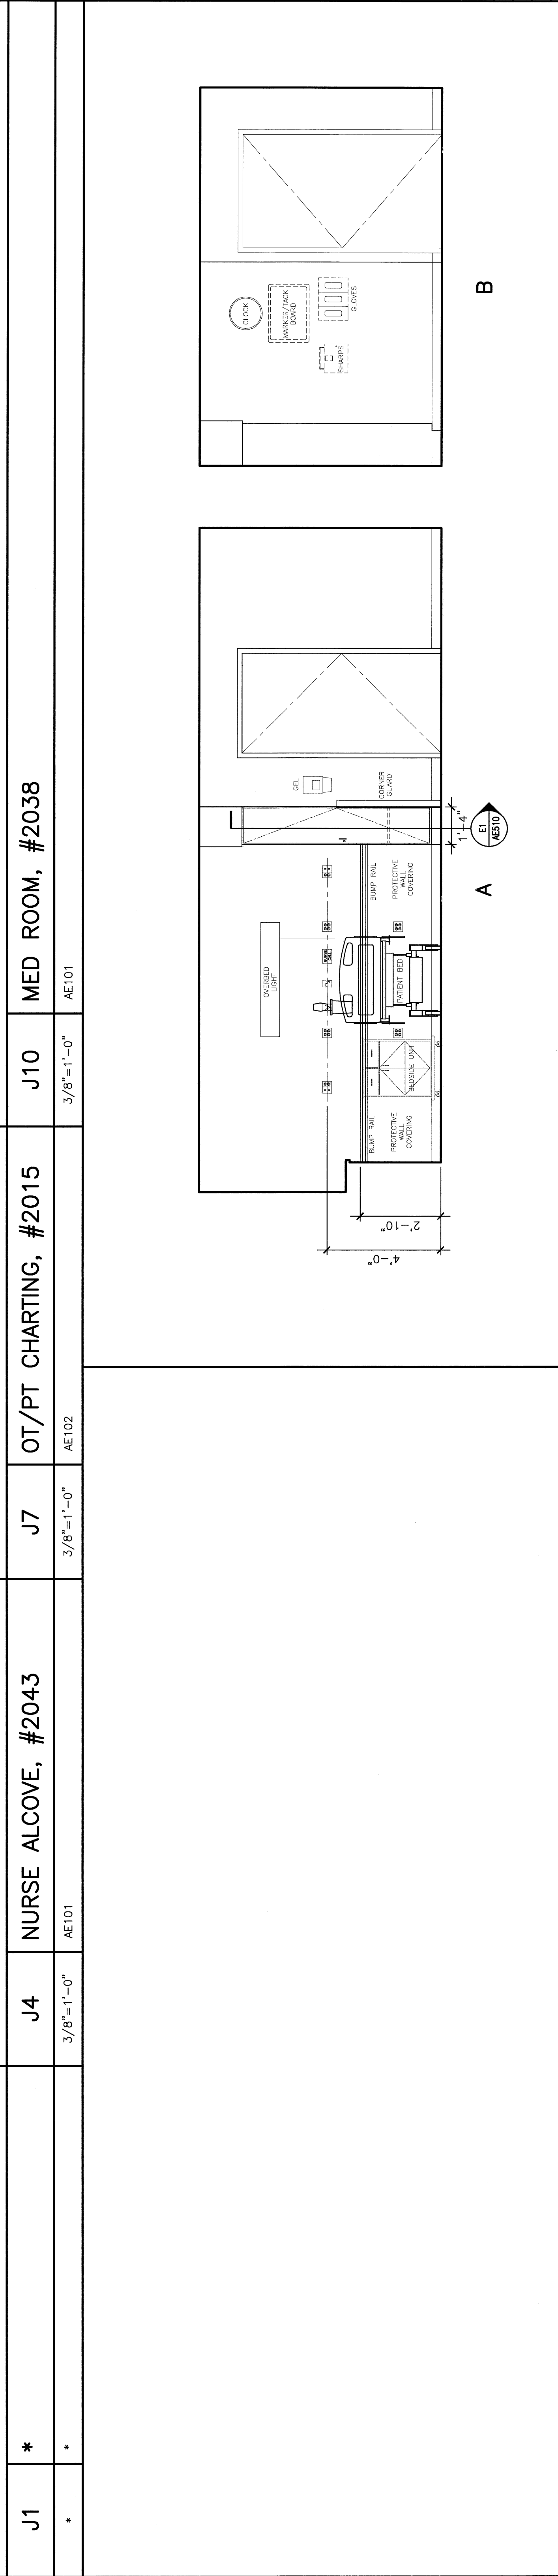 J1
*
*
*
J4
NURSE ALCOVE, #2043
3/8"=1'-0"
AE101
J7
OT/PT CHARTING, #2015
3/8"=1'-0"
AE102
J10
MED ROOM, #2038
3/8"=1'-0"
AE101
4'-0"
2'-10"
BUMP RAIL
PROTECTIVE
WALL
COVERING
BEDSIDE UNIT
OVERBED
LIGHT
NURSE
CALL
PATIENT BED
BUMP RAIL
PROTECTIVE
WALL
COVERING
GEL
CORNER
GUARD
1'-4"
E1
AE510
A
CLOCK
MARKER/TACK
BOARD
SHARPS
GLOVES
B